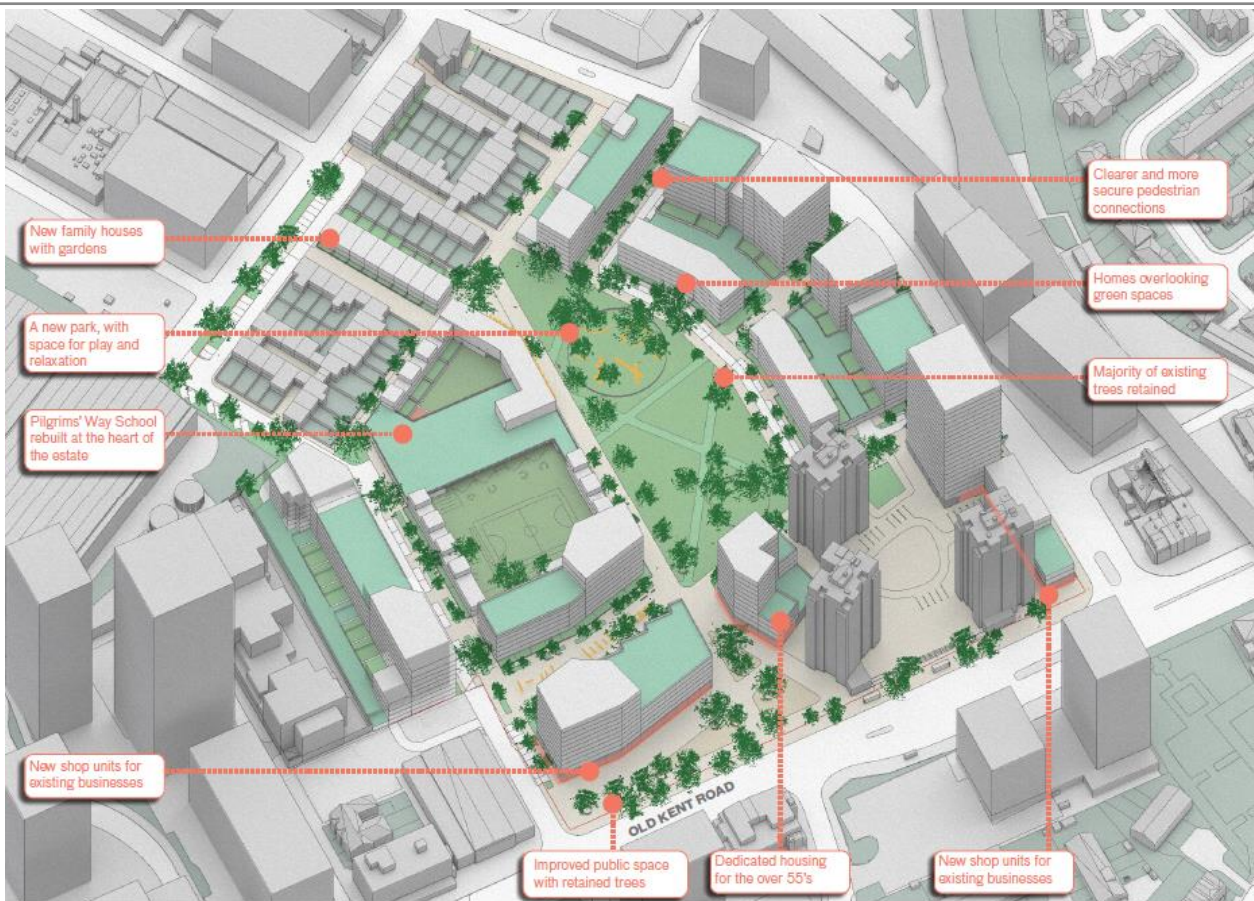 Clearer and more
secure pedestrian
connections
New family houses
with gardens
Homes overlooking
green spaces
A new park, with
space for play and
relaxation
Majority of existing
trees retained
Pilgrims' Way School
rebuilt at the heart of
the estate
New shop units for
existing businesses
OLD KENT ROAD
Improved public space
with retained trees
Dedicated housing
for the over 55's
New shop units for
existing businesses